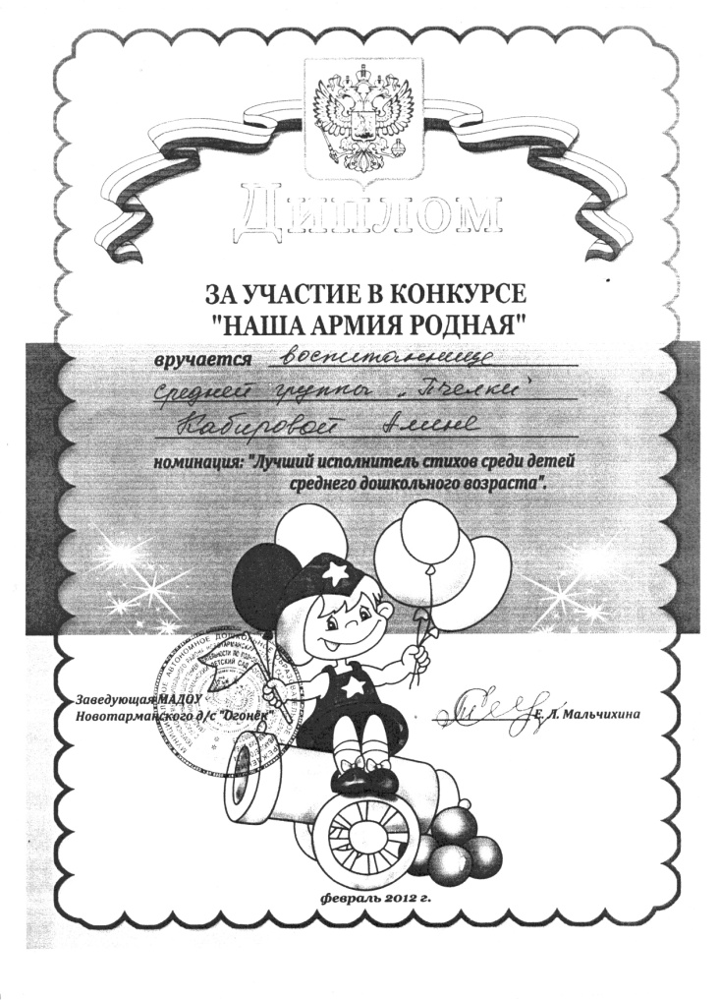 Диплом
ЗА УЧАСТИЕ В КОНКУРСЕ
"НАША АРМИЯ РОДНАЯ"
вручается воспитаннице
средней группы „Пчелки"
Кабировой Алине
номинация: "Лучший исполнитель стихов среди детей
среднего дошкольного возраста".
Заведующая МАДОУ
Новотарманского д/с "Огонёк"
Е. Л. Мальчихина
февраль 2012 г.